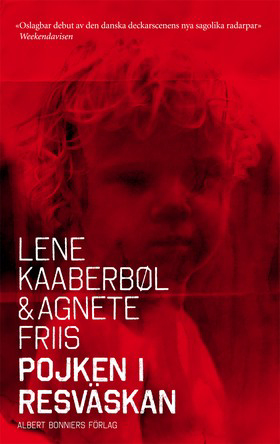 «Oslagbar debut av den danska deckarscenens nya sagolika radarpar»
Weekendavisen
LENE
KAABERBØL
& AGNETE
FRIIS
POJKEN I
RESVÄSKAN
ALBERT BONNIERS FÖRLAG